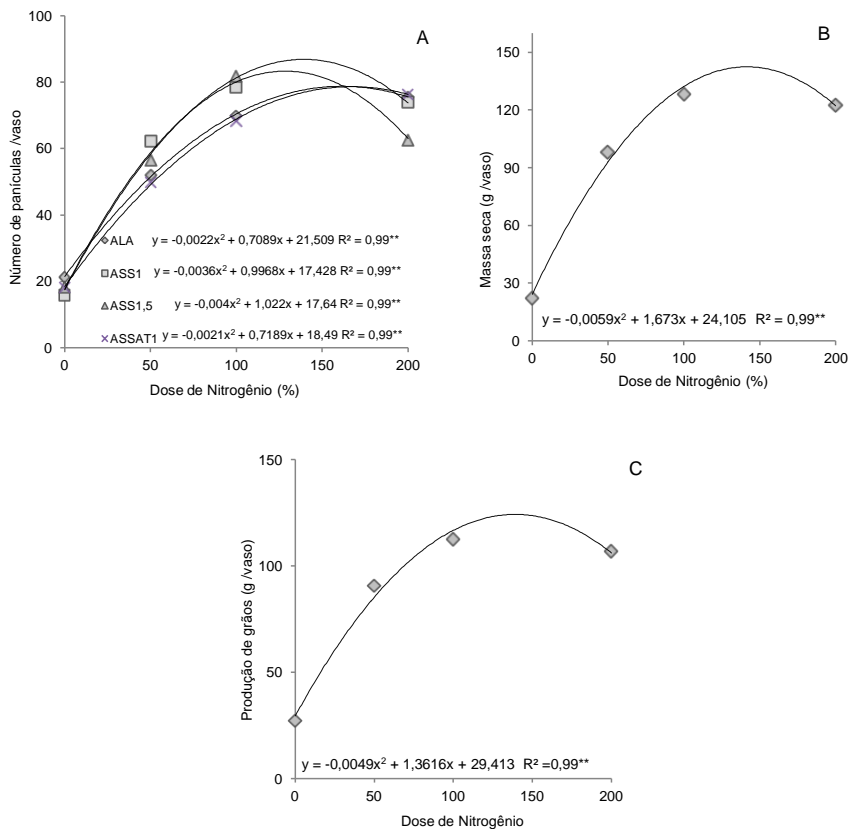 A
Número de panículas /vaso
100
80
60
40
20
0
ALA y = -0,0022x² + 0,7089x + 21,509 R² = 0,99**
ASS1 y = -0,0036x² + 0,9968x + 17,428 R² = 0,99**
ASS1,5 y = -0,004x² + 1,022x + 17,64 R² = 0,99**
ASSAT1 y = -0,0021x² + 0,7189x + 18,49 R² = 0,99**
0 50 100 150 200
Dose de Nitrogênio (%)
B
Massa seca (g /vaso)
150
120
90
60
30
0
y = -0,0059x² + 1,673x + 24,105 R² = 0,99**
0 50 100 150 200
Dose de Nitrogênio (%)
C
Produção de grãos (g /vaso)
150
100
50
0
y = -0,0049x² + 1,3616x + 29,413 R² =0,99**
0 50 100 150 200
Dose de Nitrogênio